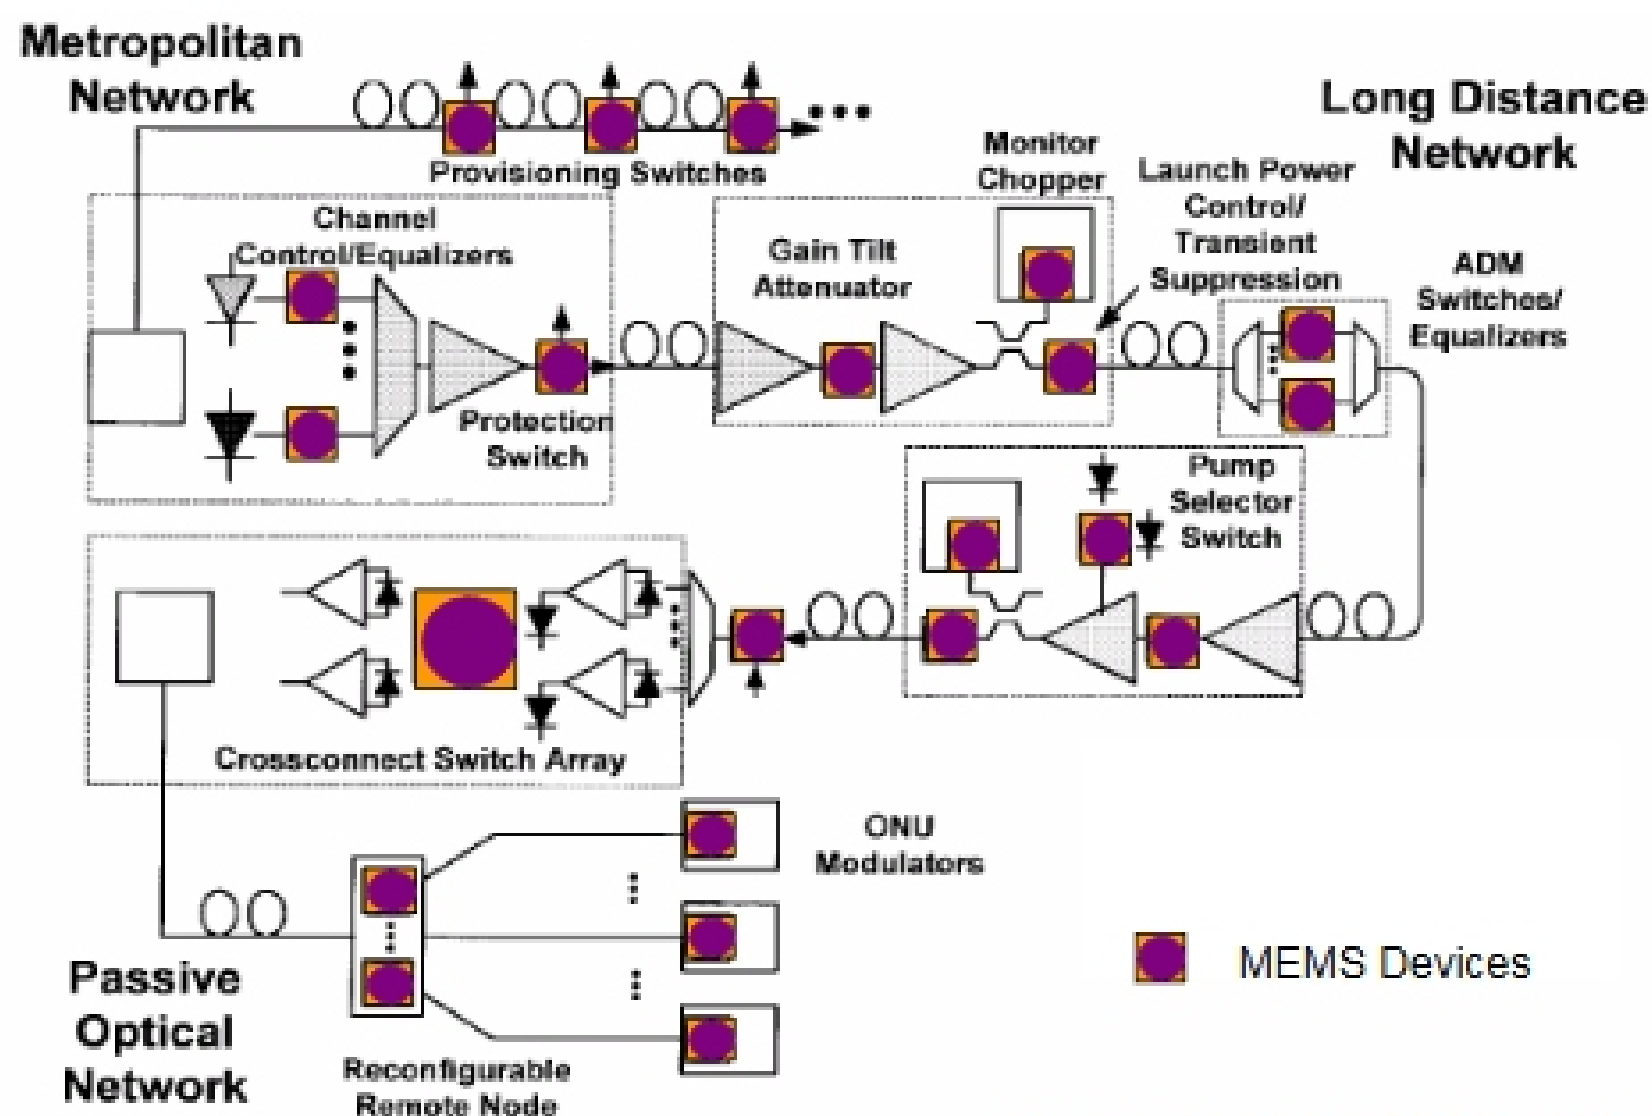 Metropolitan
Network
Provisioning Switches
Long Distance
Network
Channel
Control/Equalizers
Protection
Switch
Gain Tilt
Attenuator
Monitor
Chopper
Launch Power
Control/
Transient
Suppression
ADM
Switches/
Equalizers
Pump
Selector
Switch
Crossconnect Switch Array
ONU
Modulators
MEMS Devices
Passive
Optical
Network
Reconfigurable
Remote Node